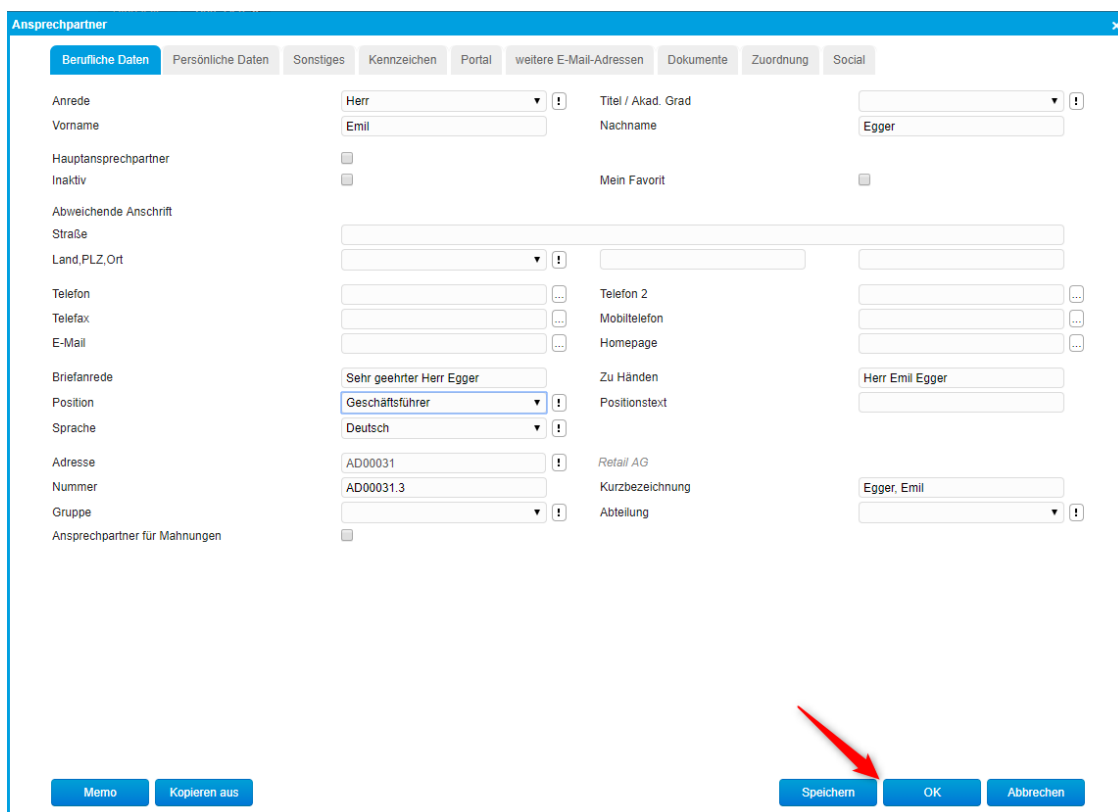 Ansprechpartner ×
Berufliche Daten Persönliche Daten Sonstiges Kennzeichen Portal weitere E-Mail-Adressen Dokumente Zuordnung Social
Anrede Herr ! Titel / Akad. Grad !
Vorname Emil Nachname Egger
Hauptansprechpartner
Inaktiv Mein Favorit
Abweichende Anschrift
Straße
Land,PLZ,Ort !
Telefon ... Telefon 2 ...
Telefax ... Mobiltelefon ...
E-Mail ... Homepage ...
Briefanrede Sehr geehrter Herr Egger Zu Händen Herr Emil Egger
Position Geschäftsführer ! Positionstext
Sprache Deutsch !
Adresse AD00031 ! Retail AG
Nummer AD00031.3 Kurzbezeichnung Egger, Emil
Gruppe ! Abteilung !
Ansprechpartner für Mahnungen
Memo Kopieren aus Speichern OK Abbrechen